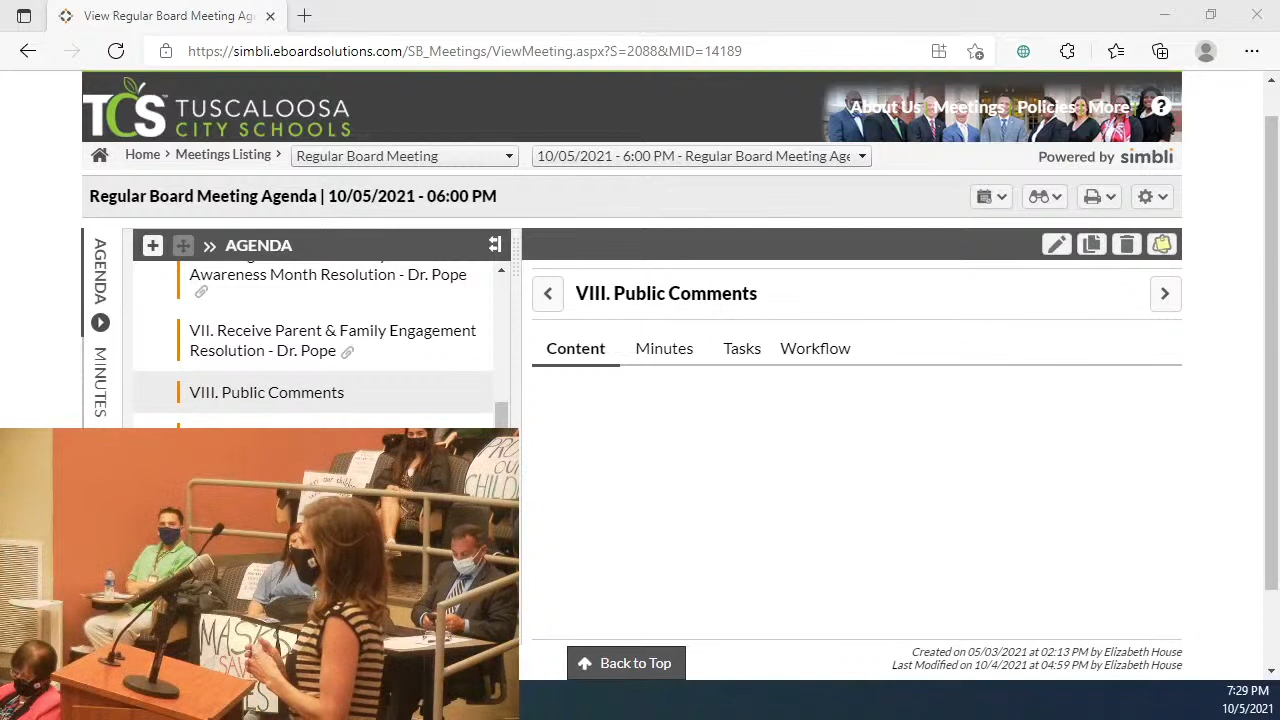 View Regular Board Meeting Ag
https://simbli.eboardsolutions.com/SB_Meetings/ViewMeeting.aspx?S=2088&MID=14189
TCS TUSCALOOSA
CITY SCHOOLS
About Us Meetings Policies More
Home Meetings Listing Regular Board Meeting 10/05/2021 - 6:00 PM - Regular Board Meeting Age
Powered by simbli
Regular Board Meeting Agenda | 10/05/2021 - 06:00 PM
AGENDA
MINUTES
AGENDA
Awareness Month Resolution - Dr. Pope
VII. Receive Parent & Family Engagement
Resolution - Dr. Pope
VIII. Public Comments
VIII. Public Comments
Content Minutes Tasks Workflow
OUR
CHILD
MASKS
Back to Top
Created on 05/03/2021 at 02:13 PM by Elizabeth House
Last Modified on 10/4/2021 at 04:59 PM by Elizabeth House
7:29 PM
10/5/2021